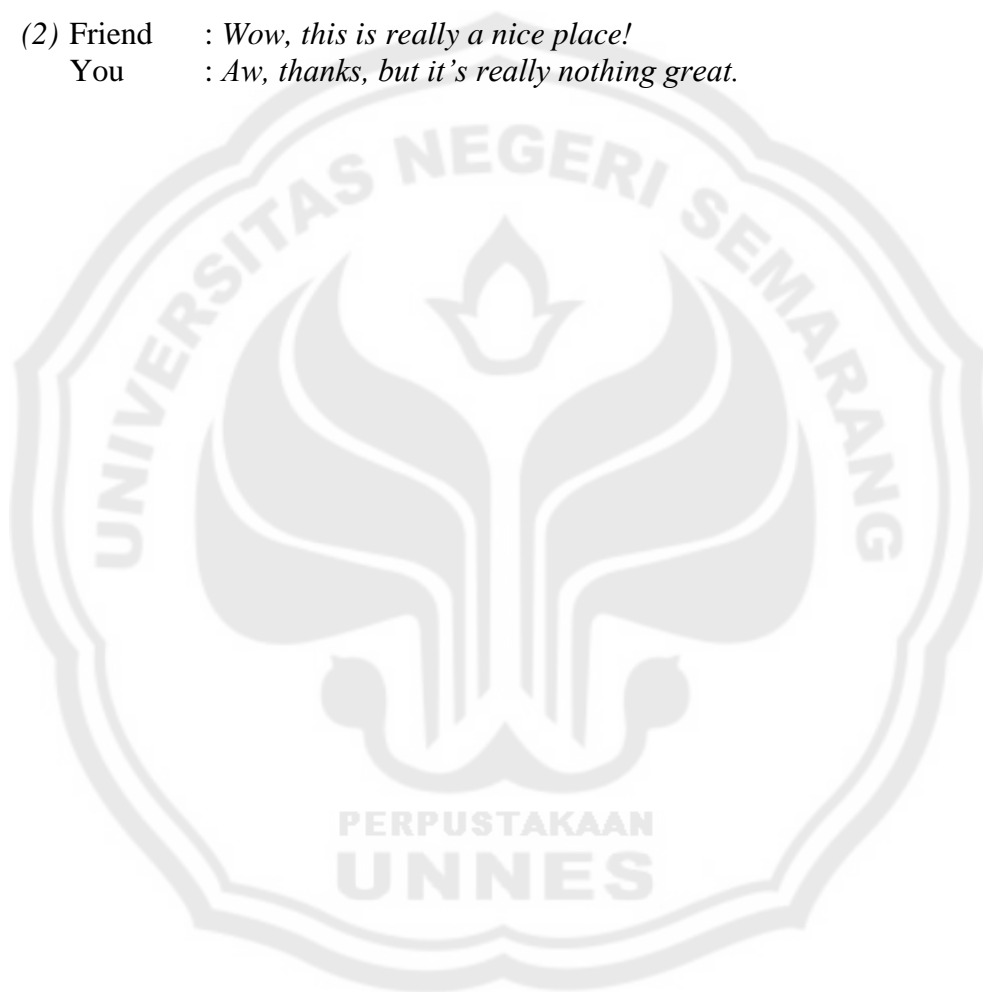 (2) Friend : Wow, this is really a nice place!
You : Aw, thanks, but it’s really nothing great.
UNIVERSITAS NEGERI SEMARANG
PERPUSTAKAAN
UNNES